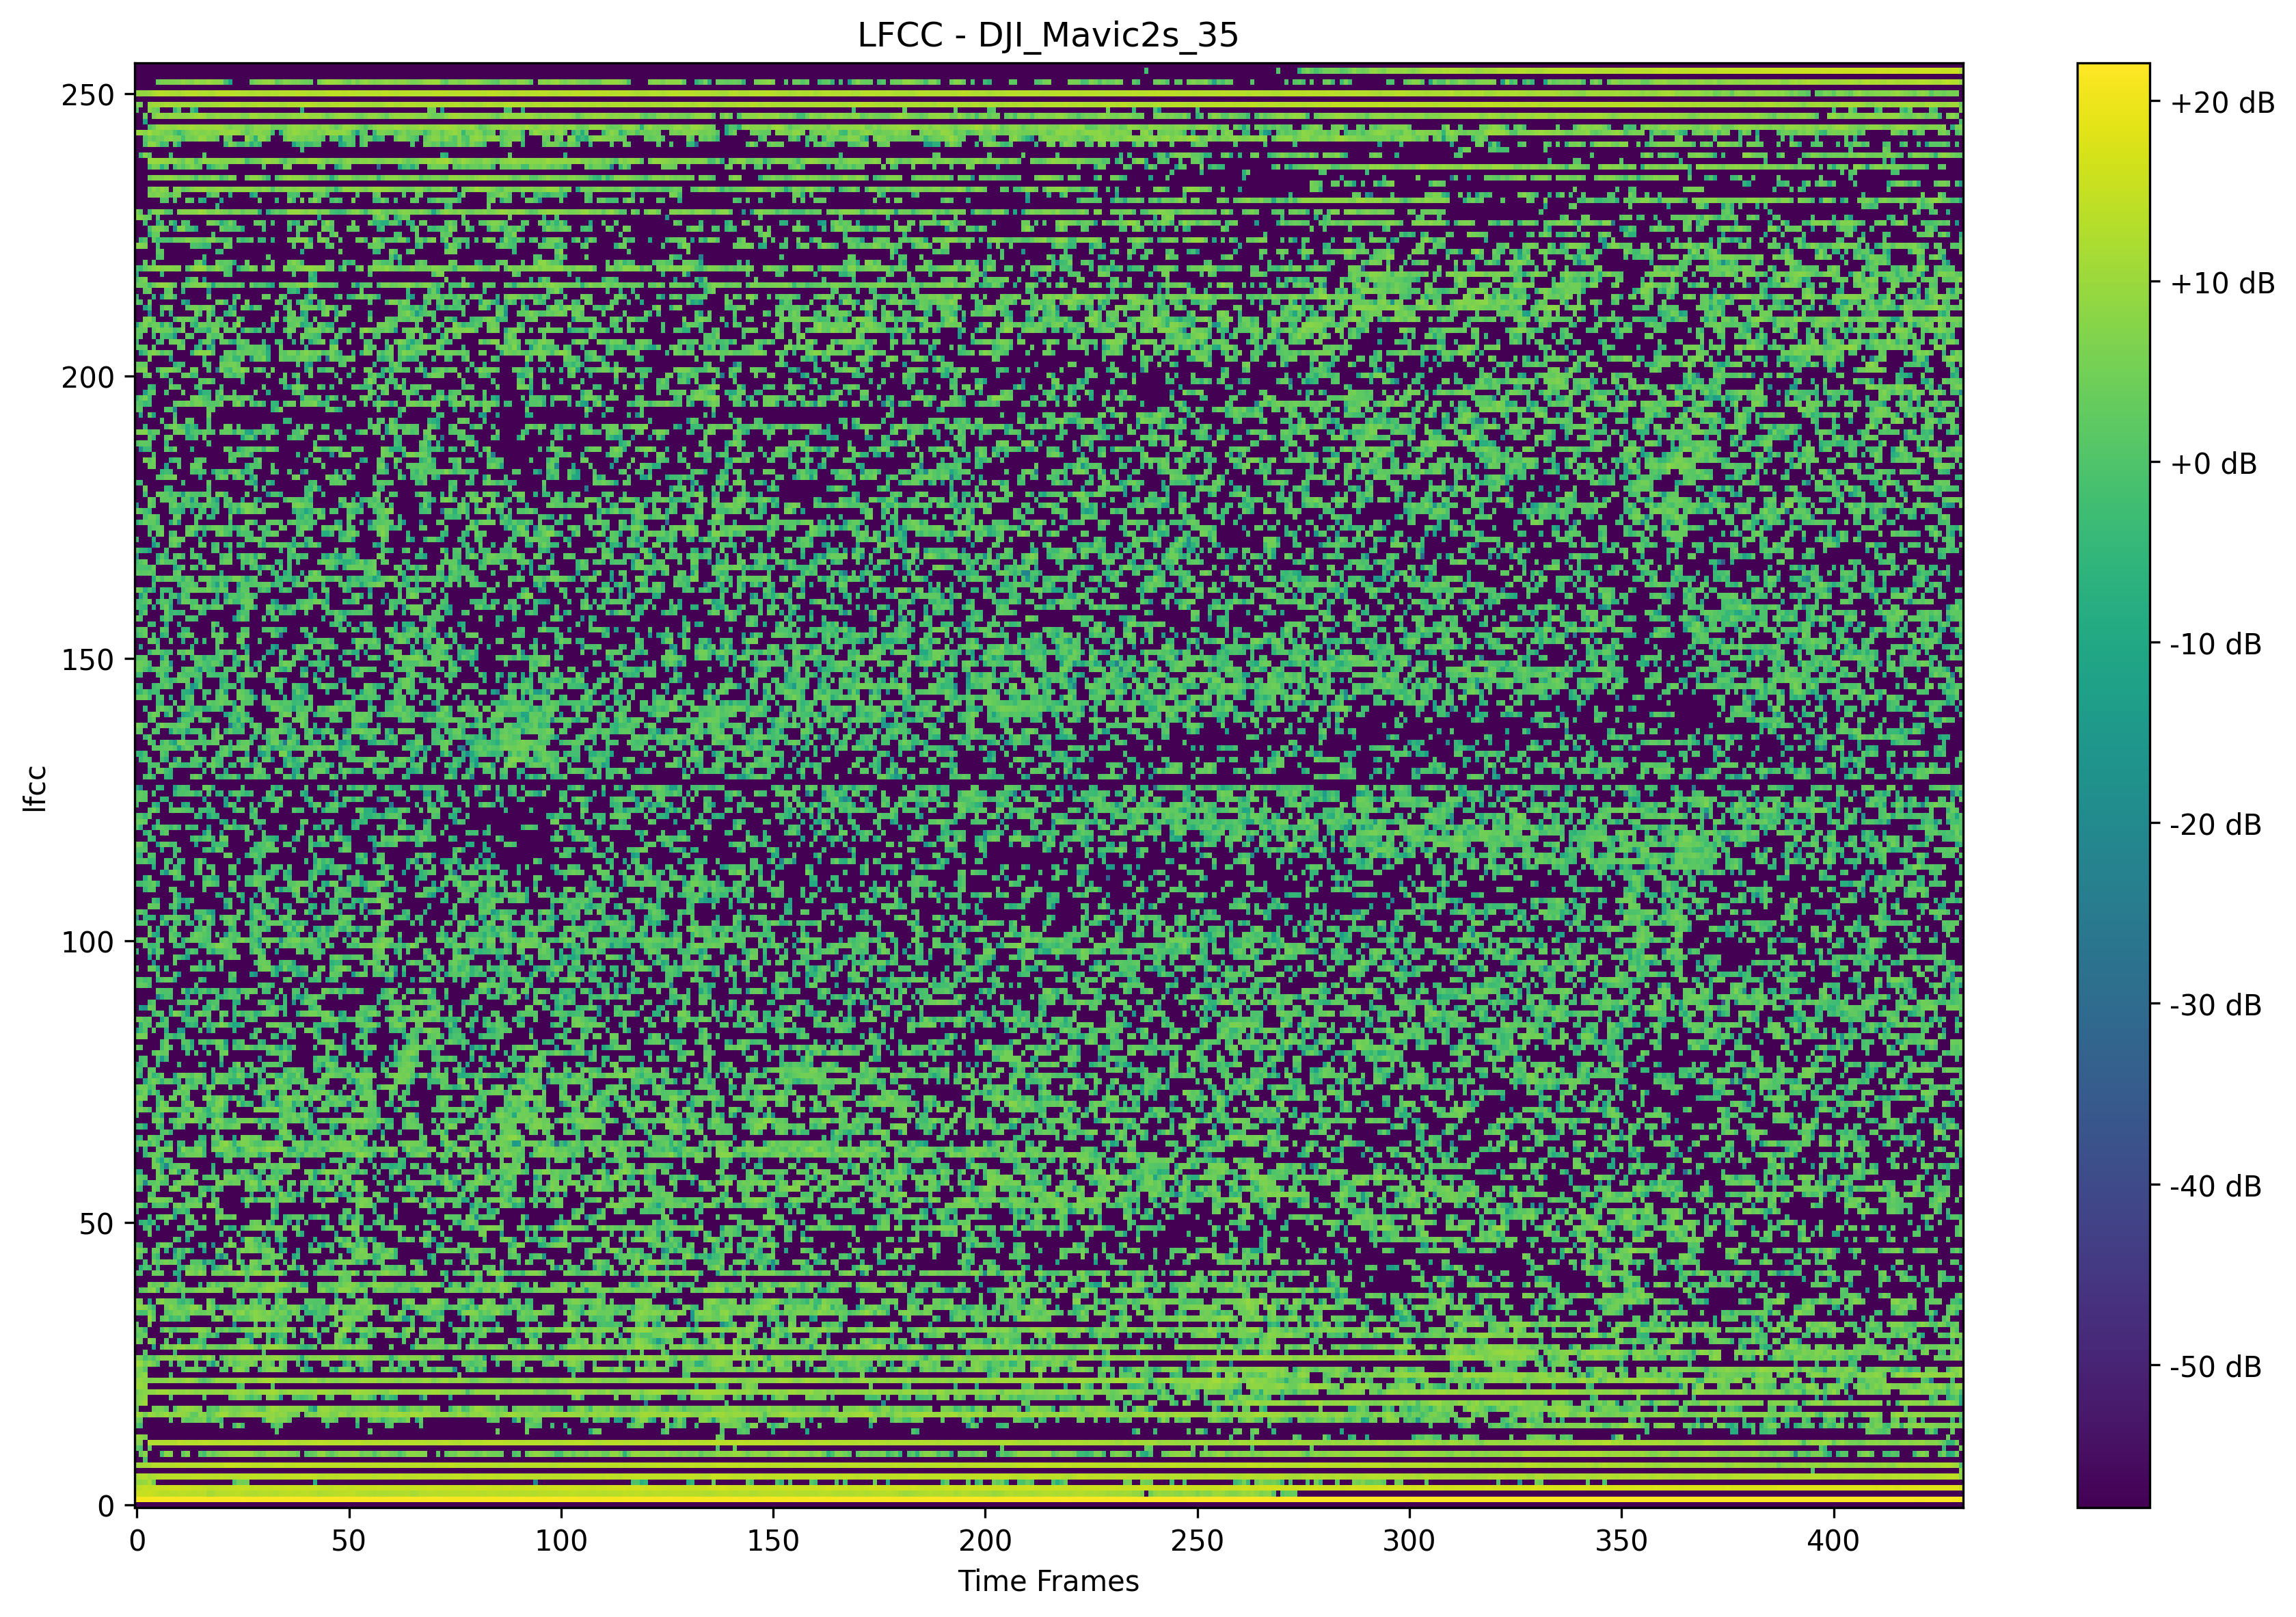 LFCC - DJI_Mavic2s_35
250
200
150
100
50
0
lfcc
0 50 100 150 200 250 300 350 400
Time Frames
+20 dB
+10 dB
+0 dB
-10 dB
-20 dB
-30 dB
-40 dB
-50 dB